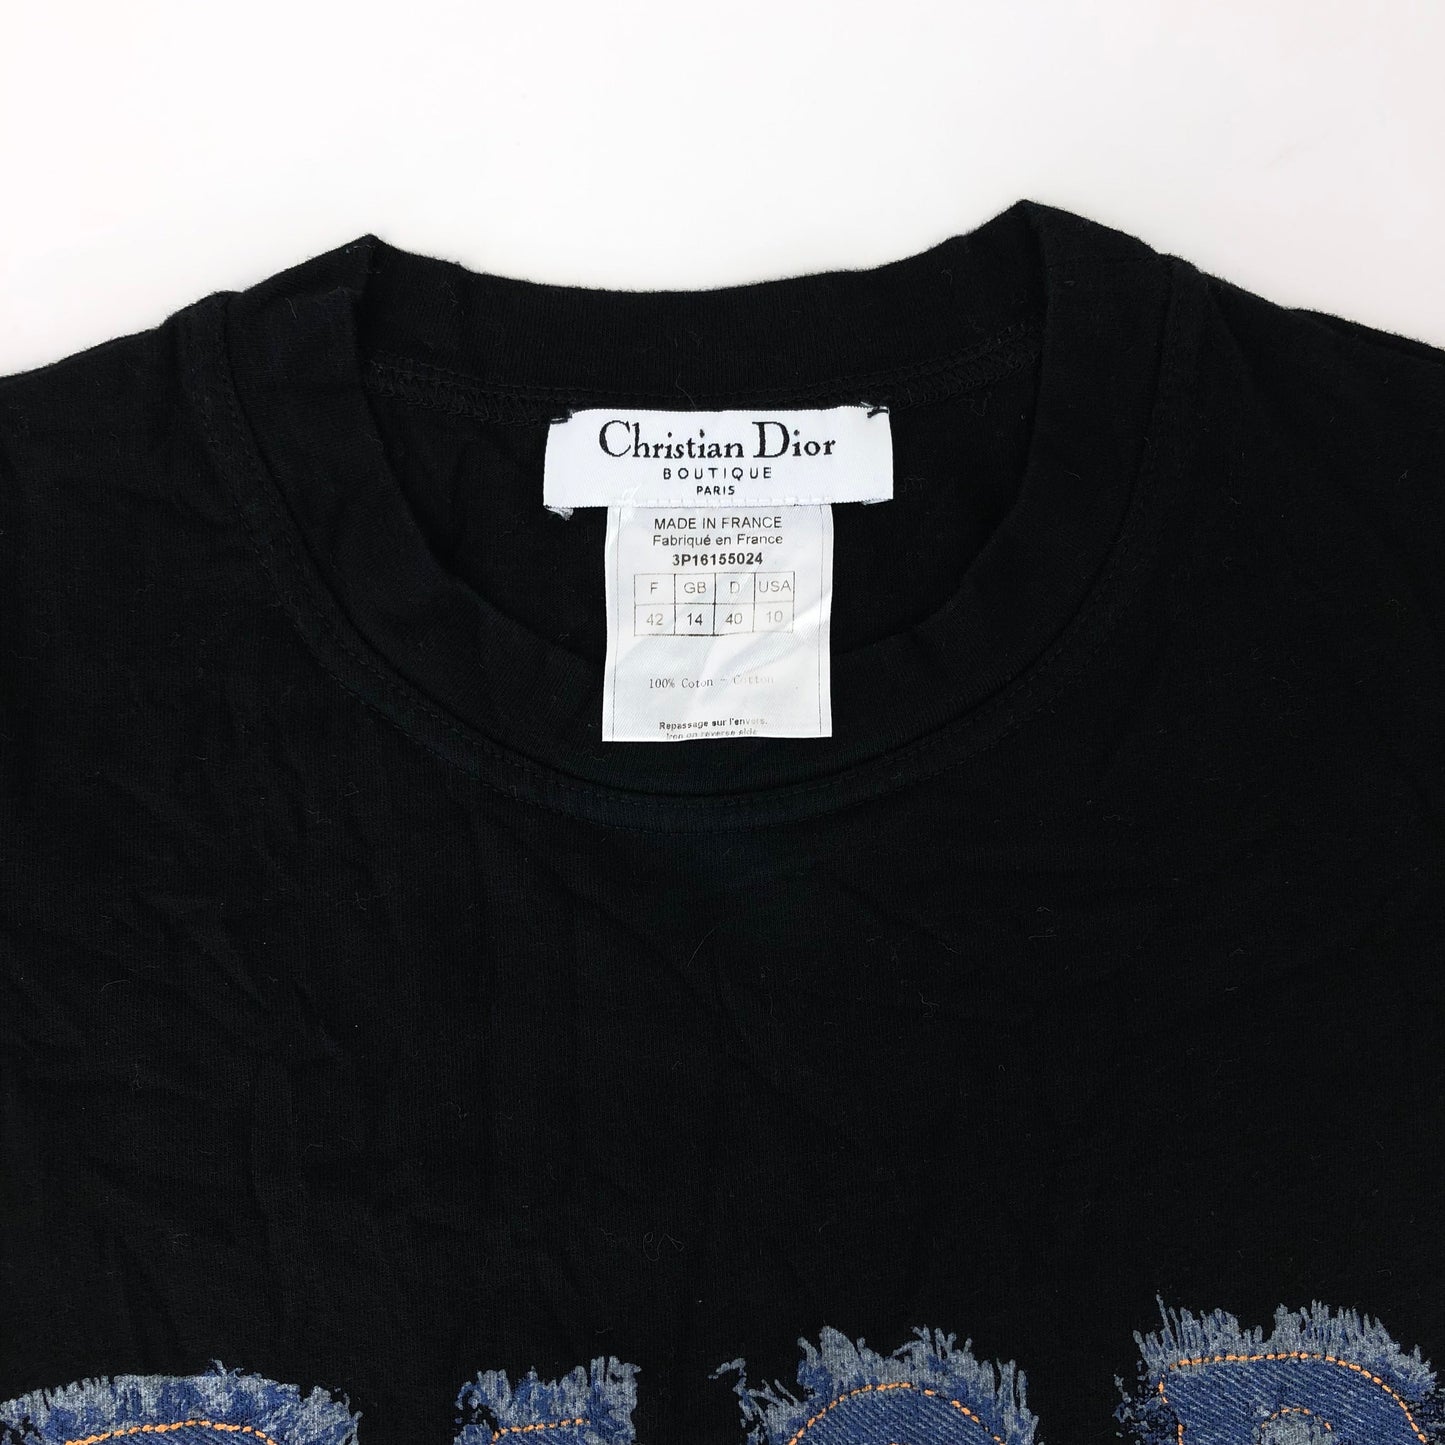 Christian Dior
BOUTIQUE
PARIS
MADE IN FRANCE
Fabriqué en France
3P16155024
F GB D USA
42 14 40 10
100% Coton - Cotton
Repassage sur l'envers.
Iron on reverse side